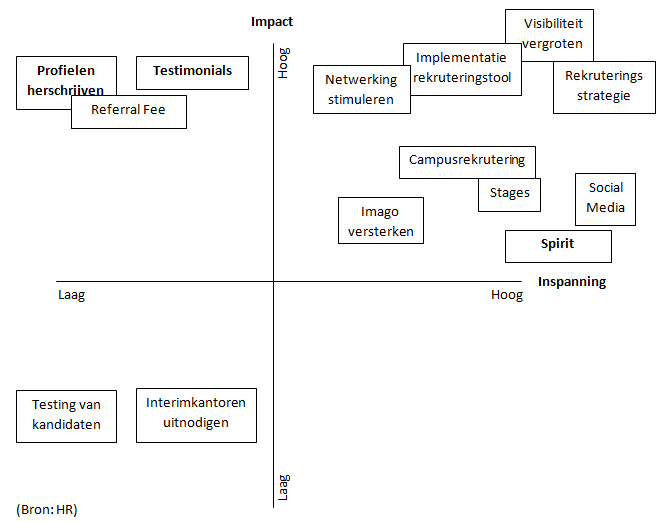 Impact
Hoog
Visibiliteit
vergroten
Profielen
herschrijven
Testimonials
Referral Fee
Netwerking
stimuleren
Implementatie
rekruteringstool
Rekruterings
strategie
Campusrekrutering
Stages
Social
Media
Imago
versterken
Spirit
Laag
Hoog
Inspanning
Testing van
kandidaten
Interimkantoren
uitnodigen
Laag
(Bron: HR)